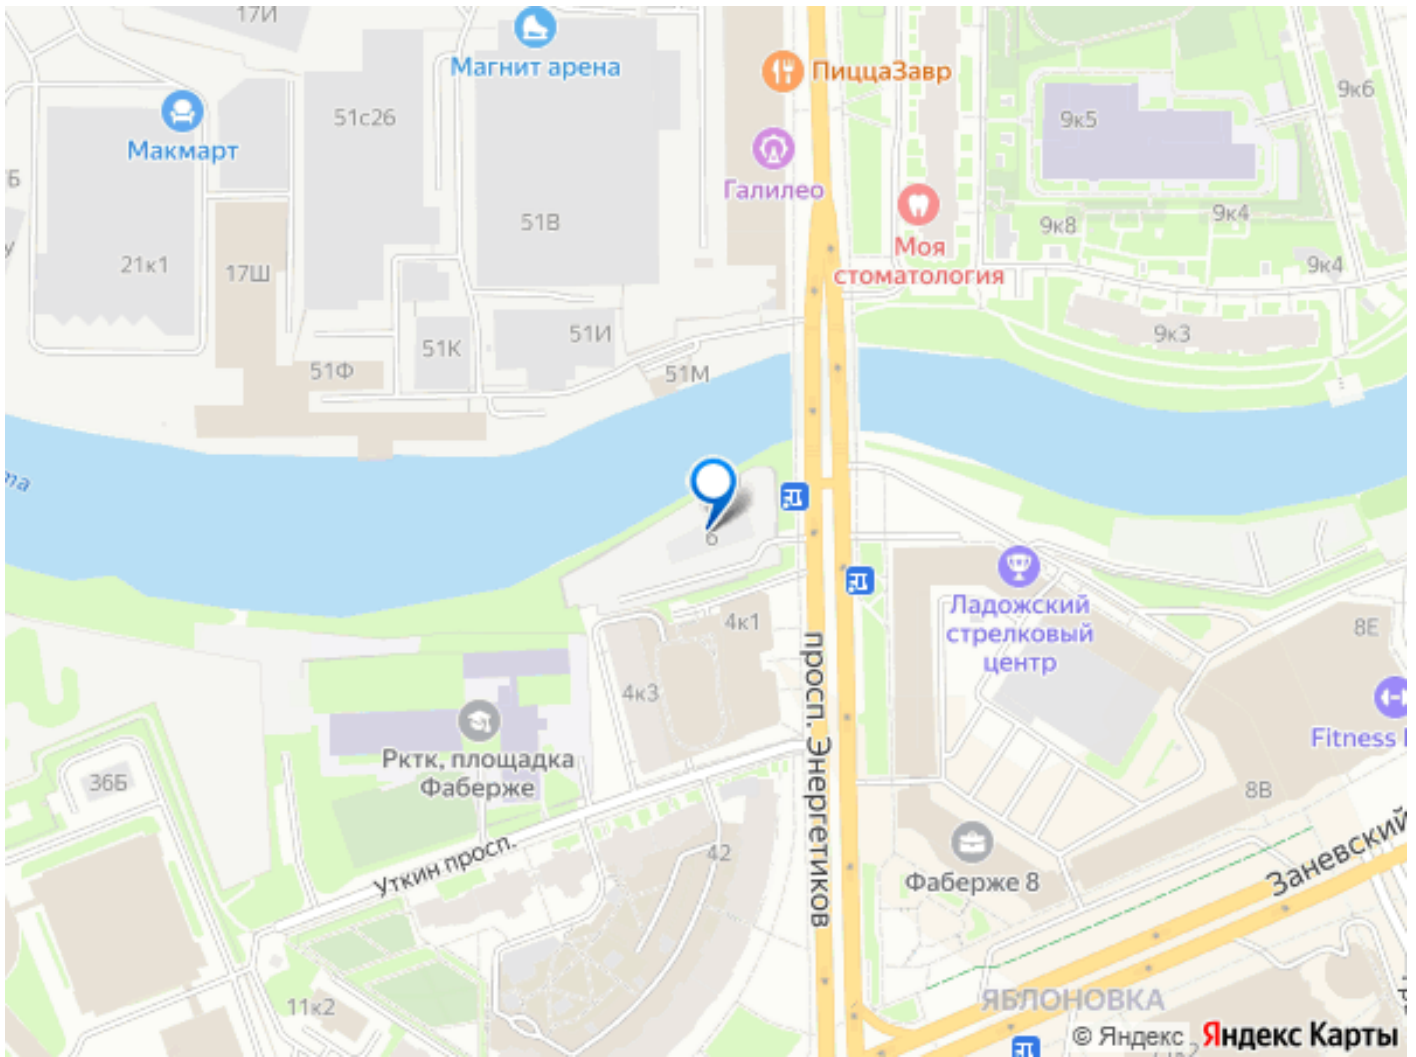 17И
Магнит арена
ПиццаЗавр
9к6
51с26
9к5
Макмарт
Галилео
51В
9к8
9к4
Моя
стоматология
21к1
17Ш
9к4
51И
9к3
51К
51Ф
51М
6
Ладожский
стрелковый
центр
4к1
8Е
4к3
просп. Энергетиков
Рктк, площадка
Фаберже
Fitness
36Б
8В
Уткин просп.
42
Фаберже 8
Заневский
11к2
ЯБЛОНОВКА
© Яндекс Яндекс Карты